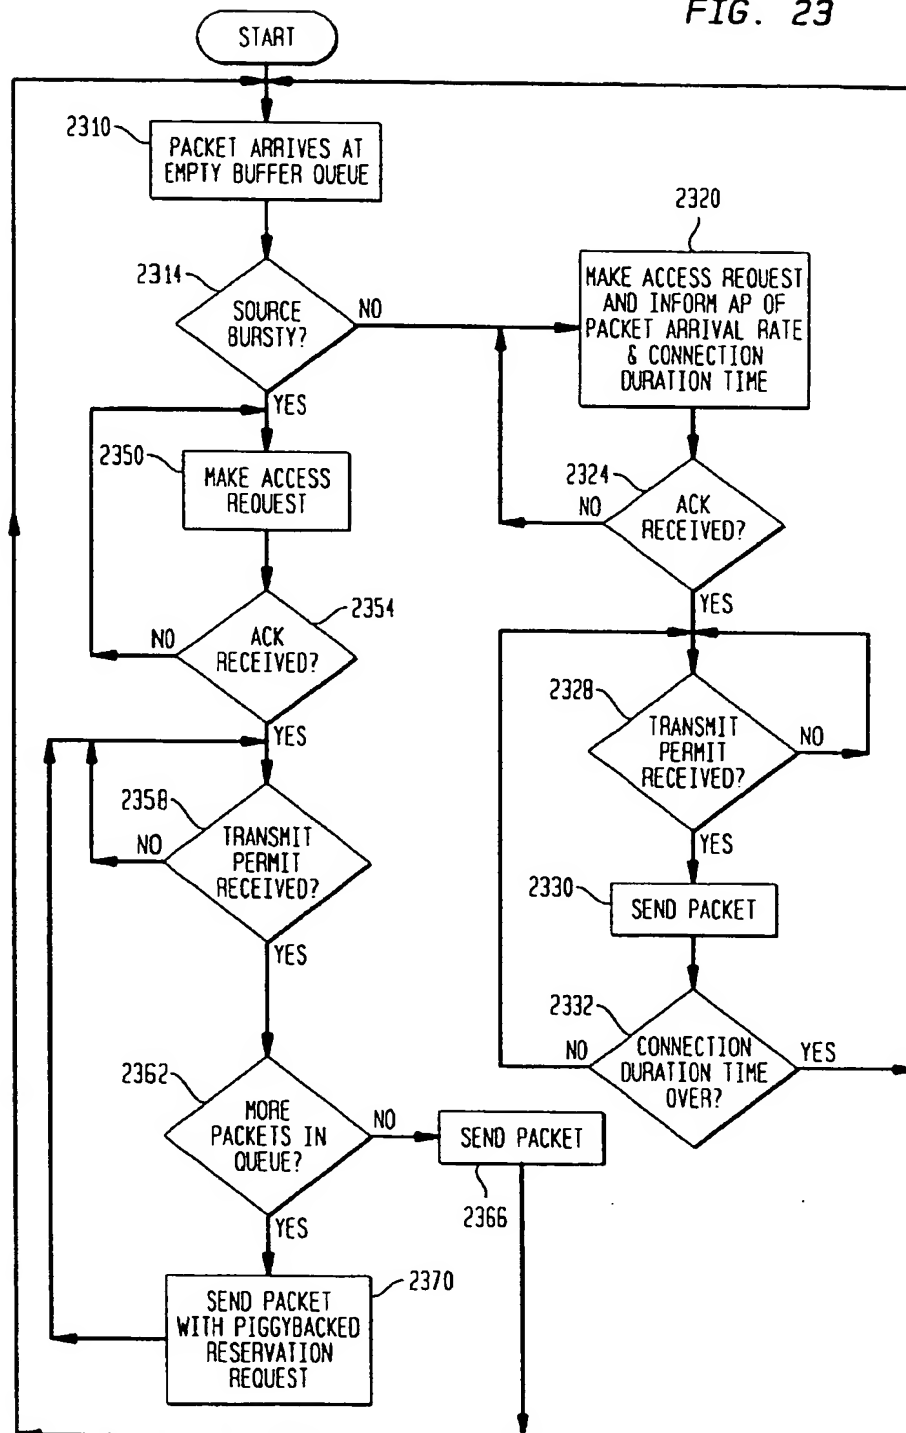 FIG. 23
START
2310
PACKET ARRIVES AT
EMPTY BUFFER QUEUE
2314
SOURCE
BURSTY?
NO
YES
2320
MAKE ACCESS REQUEST
AND INFORM AP OF
PACKET ARRIVAL RATE
& CONNECTION
DURATION TIME
2350
MAKE ACCESS
REQUEST
2324
ACK
RECEIVED?
NO
YES
2354
ACK
RECEIVED?
NO
YES
2328
TRANSMIT
PERMIT
RECEIVED?
NO
YES
2358
TRANSMIT
PERMIT
RECEIVED?
NO
YES
2330
SEND PACKET
2332
CONNECTION
DURATION TIME
OVER?
NO
YES
2362
MORE
PACKETS IN
QUEUE?
NO
YES
SEND PACKET
2366
2370
SEND PACKET
WITH PIGGYBACKED
RESERVATION
REQUEST